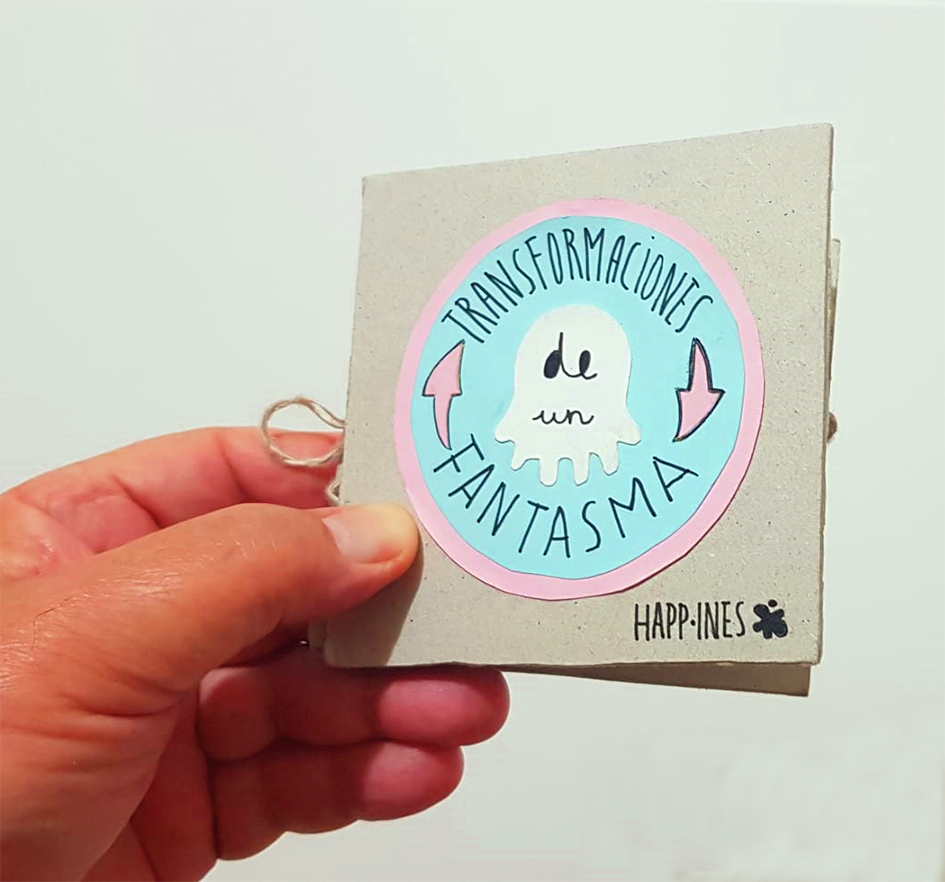 TRANSFORMACiONES
de
un
FANTASMA
HAPP·INES